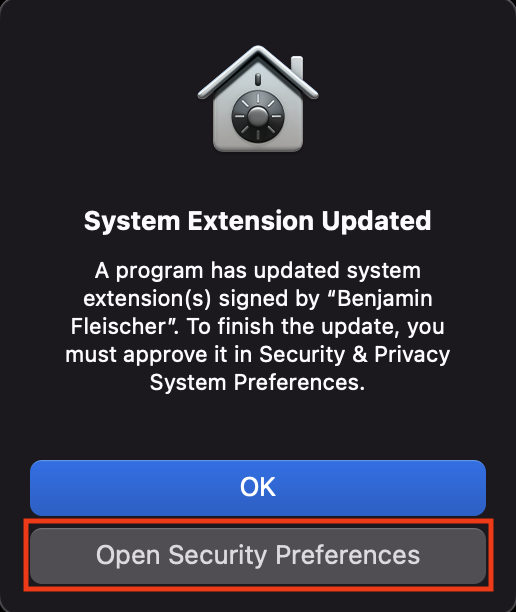 System Extension Updated
A program has updated system
extension(s) signed by “Benjamin
Fleischer”. To finish the update, you
must approve it in Security & Privacy
System Preferences.
OK
Open Security Preferences